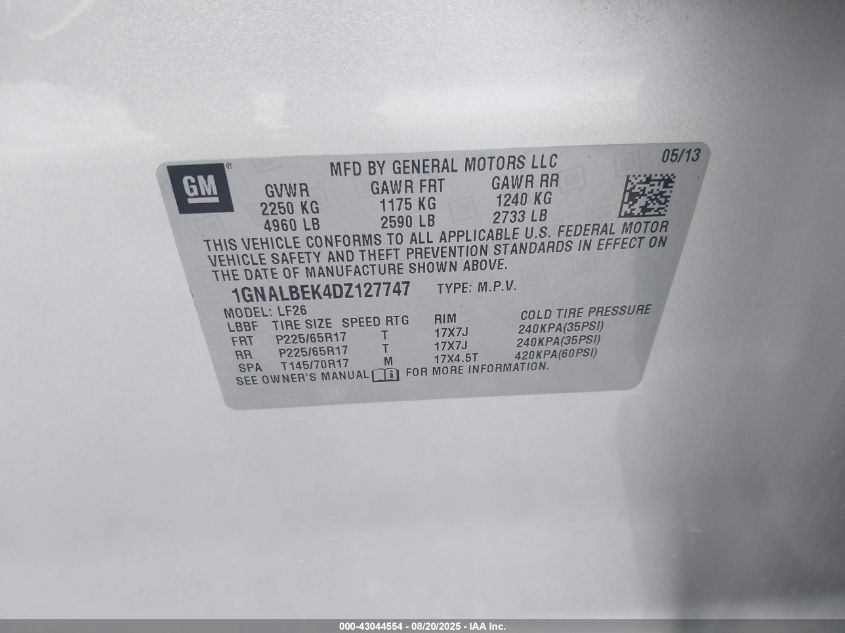 GM ®
MFD BY GENERAL MOTORS LLC 05/13
GVWR GAWR FRT GAWR RR
2250 KG 1175 KG 1240 KG
4960 LB 2590 LB 2733 LB
THIS VEHICLE CONFORMS TO ALL APPLICABLE U.S. FEDERAL MOTOR
VEHICLE SAFETY AND THEFT PREVENTION STANDARDS IN EFFECT ON
THE DATE OF MANUFACTURE SHOWN ABOVE.
1GNALBEK4DZ127747 TYPE: M.P.V.
MODEL: LF26
LBBF TIRE SIZE SPEED RTG RIM COLD TIRE PRESSURE
FRT P225/65R17 T 17X7J 240KPA(35PSI)
RR P225/65R17 T 17X7J 240KPA(35PSI)
SPA T145/70R17 M 17X4.5T 420KPA(60PSI)
SEE OWNER'S MANUAL FOR MORE INFORMATION.
000-43044554 - 08/20/2025 - IAA Inc.